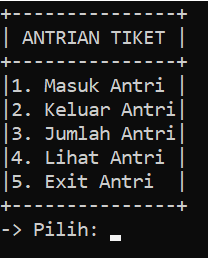 +--------------+
| ANTRIAN TIKET |
+--------------+
|1. Masuk Antri |
|2. Keluar Antri|
|3. Jumlah Antri |
|4. Lihat Antri |
|5. Exit Antri |
+--------------+
-> Pilih: